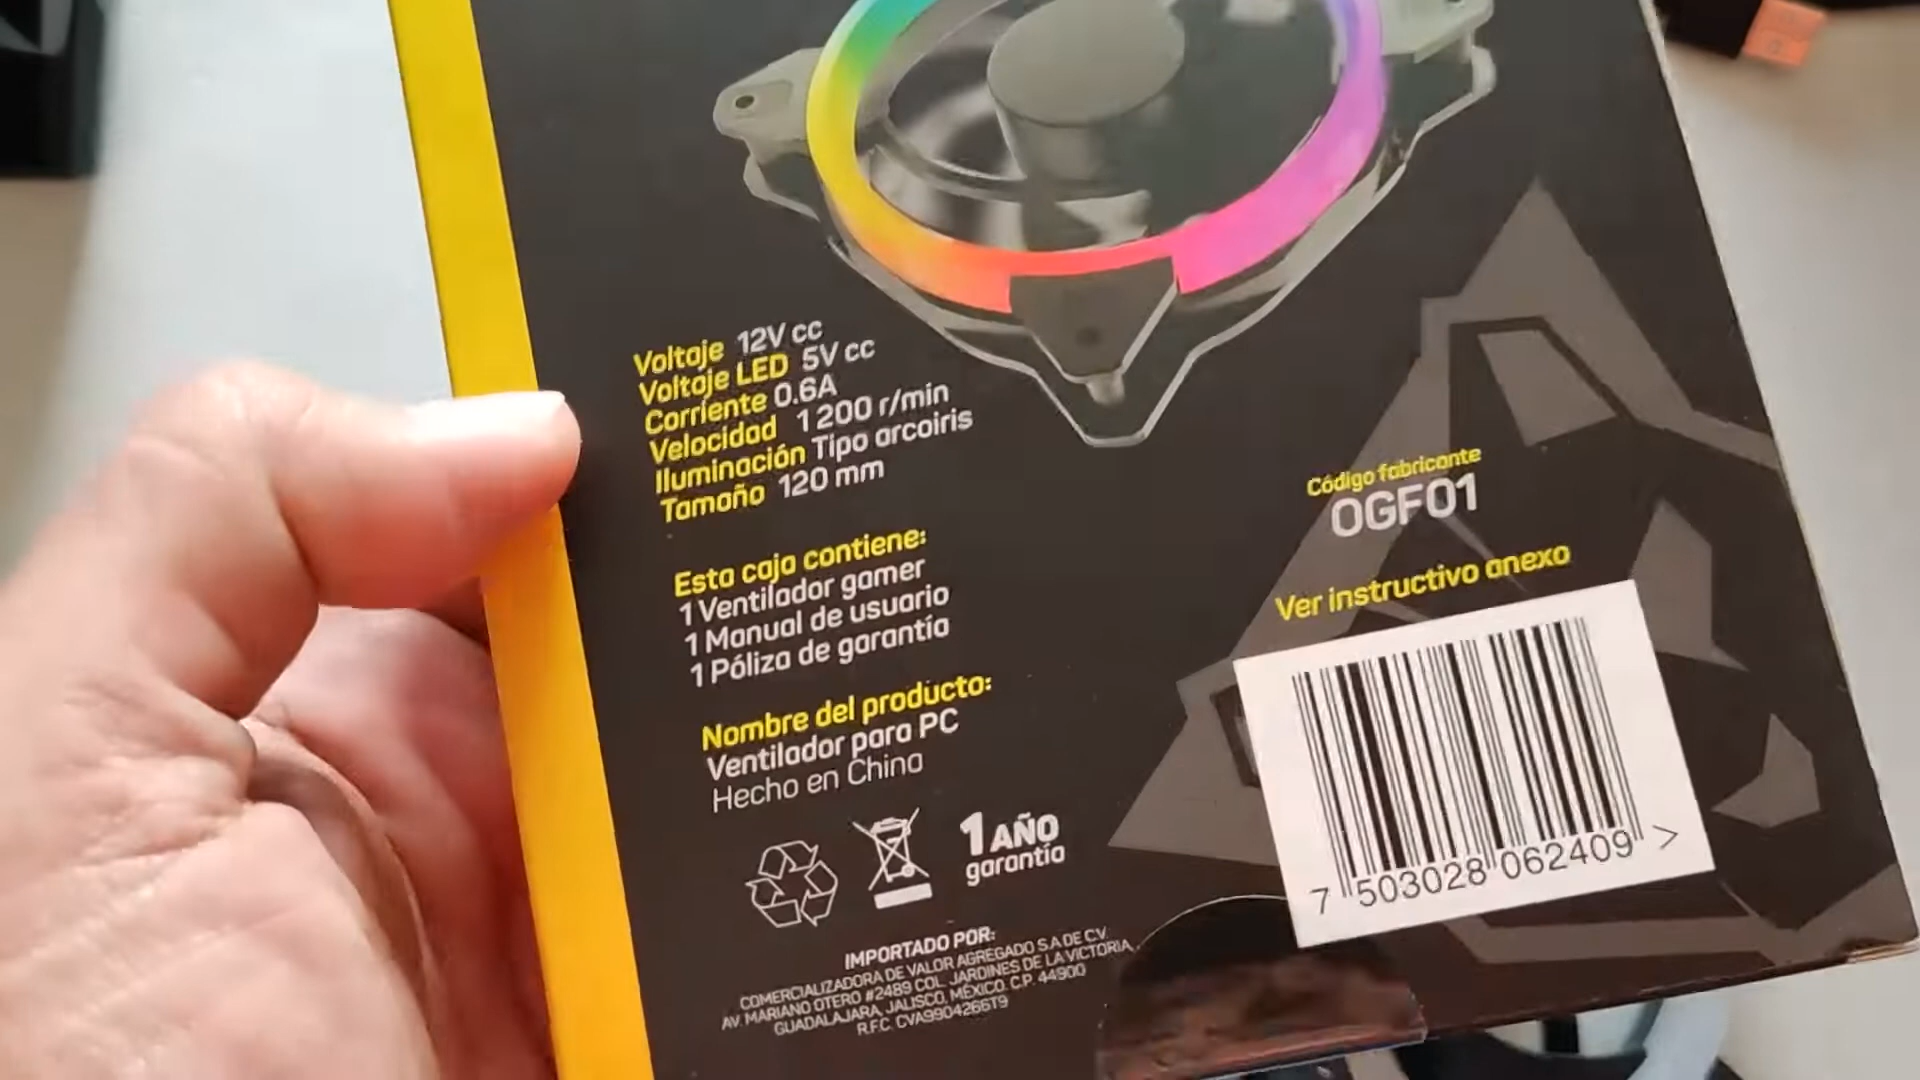 Voltaje 12V cc
Voltaje LED 5V cc
Corriente 0.6A
Velocidad 1 200 r/min
Iluminación Tipo arcoiris
Tamaño 120 mm
Esta caja contiene:
1 Ventilador gamer
1 Manual de usuario
1 Póliza de garantía
Nombre del producto:
Ventilador para PC
Hecho en China
1 AÑO
garantía
IMPORTADO POR:
COMERCIALIZADORA DE VALOR AGREGADO S.A DE C.V.
AV. MARIANO OTERO #2489 COL. JARDINES DE LA VICTORIA,
GUADALAJARA, JALISCO, MÉXICO. C.P. 44900
R.F.C. CVA9904266T9
Código fabricante
OGF01
Ver instructivo anexo
7 503028 062409 >